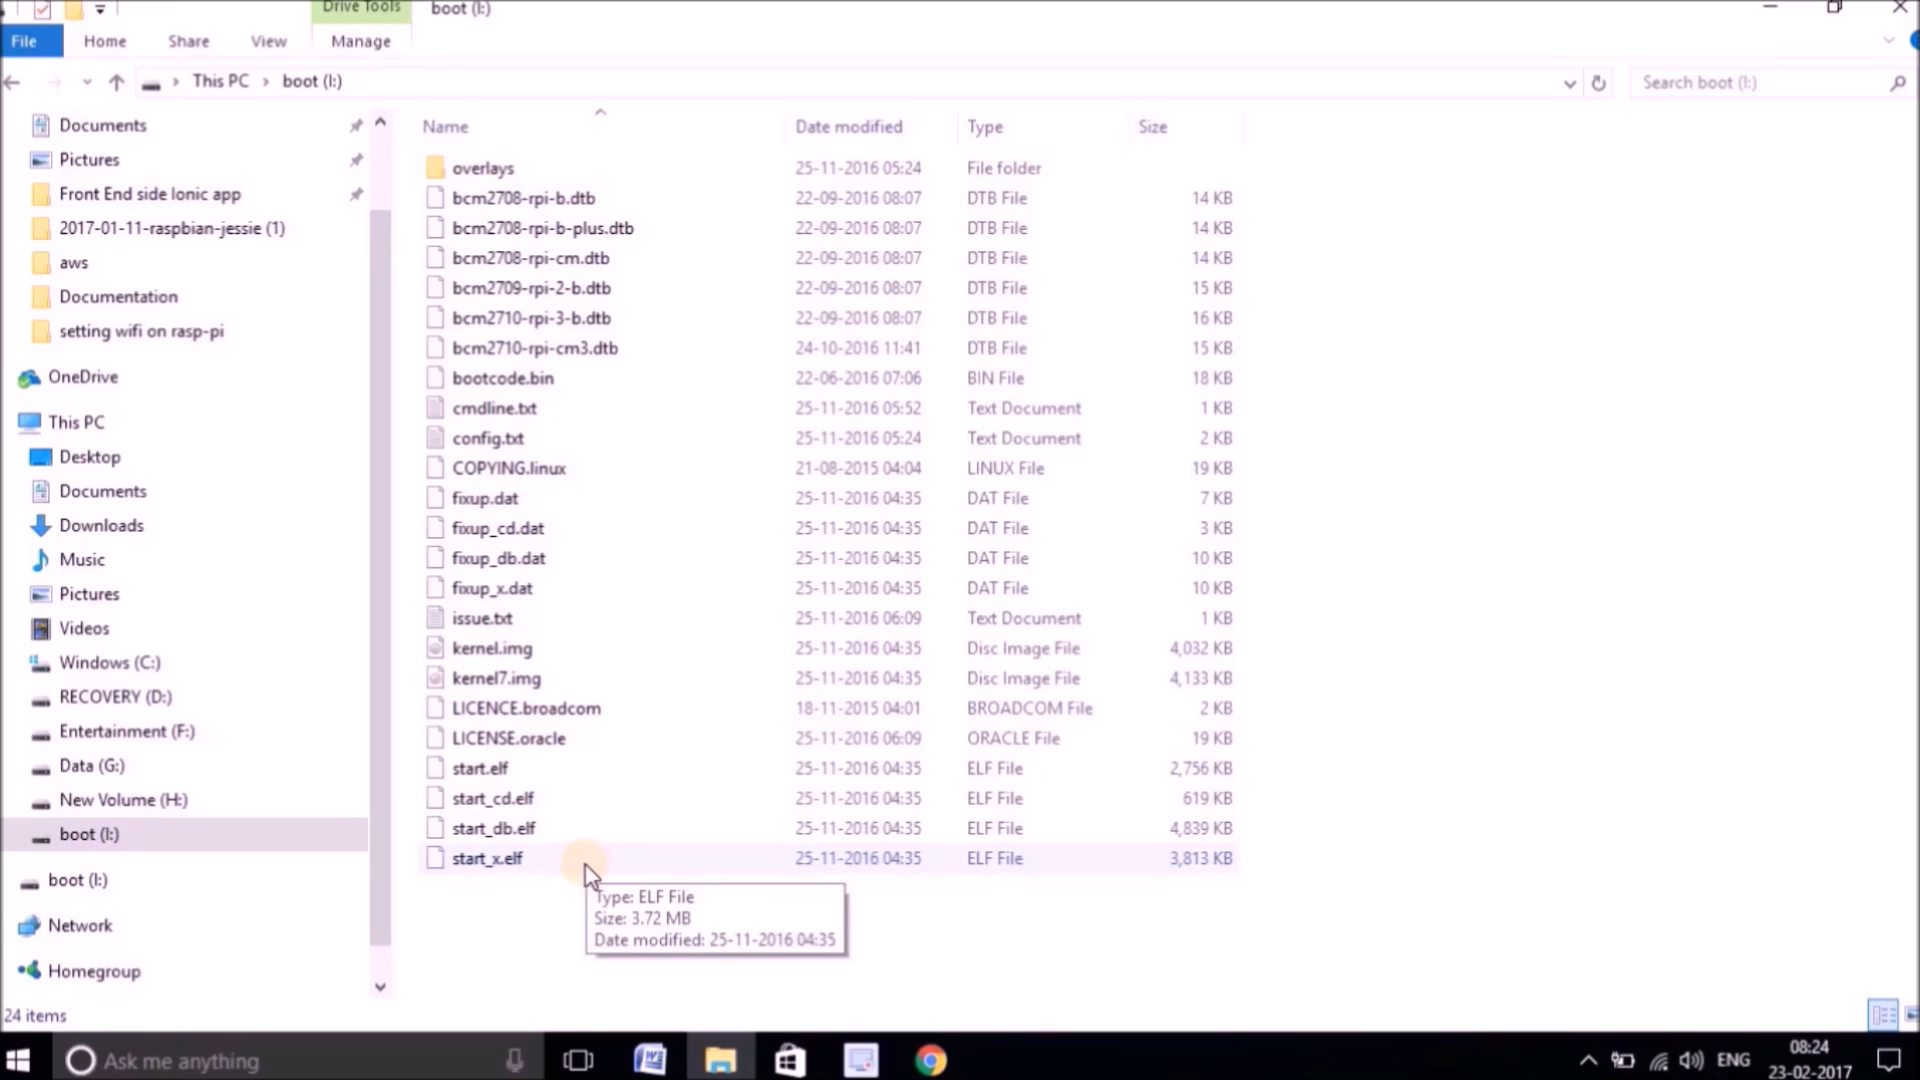 Drive Tools boot (I:)
File Home Share View Manage
This PC > boot (I:)
Search boot (I:)
Documents
Pictures
Front End side Ionic app
2017-01-11-raspbian-jessie (1)
aws
Documentation
setting wifi on rasp-pi
OneDrive
This PC
Desktop
Documents
Downloads
Music
Pictures
Videos
Windows (C:)
RECOVERY (D:)
Entertainment (F:)
Data (G:)
New Volume (H:)
boot (I:)
boot (I:)
Network
Homegroup
Name Date modified Type Size
overlays 25-11-2016 05:24 File folder
bcm2708-rpi-b.dtb 22-09-2016 08:07 DTB File 14 KB
bcm2708-rpi-b-plus.dtb 22-09-2016 08:07 DTB File 14 KB
bcm2708-rpi-cm.dtb 22-09-2016 08:07 DTB File 14 KB
bcm2709-rpi-2-b.dtb 22-09-2016 08:07 DTB File 15 KB
bcm2710-rpi-3-b.dtb 22-09-2016 08:07 DTB File 16 KB
bcm2710-rpi-cm3.dtb 24-10-2016 11:41 DTB File 15 KB
bootcode.bin 22-06-2016 07:06 BIN File 18 KB
cmdline.txt 25-11-2016 05:52 Text Document 1 KB
config.txt 25-11-2016 05:24 Text Document 2 KB
COPYING.linux 21-08-2015 04:04 LINUX File 19 KB
fixup.dat 25-11-2016 04:35 DAT File 7 KB
fixup_cd.dat 25-11-2016 04:35 DAT File 3 KB
fixup_db.dat 25-11-2016 04:35 DAT File 10 KB
fixup_x.dat 25-11-2016 04:35 DAT File 10 KB
issue.txt 25-11-2016 06:09 Text Document 1 KB
kernel.img 25-11-2016 04:35 Disc Image File 4,032 KB
kernel7.img 25-11-2016 04:35 Disc Image File 4,133 KB
LICENCE.broadcom 18-11-2015 04:01 BROADCOM File 2 KB
LICENSE.oracle 25-11-2016 06:09 ORACLE File 19 KB
start.elf 25-11-2016 04:35 ELF File 2,756 KB
start_cd.elf 25-11-2016 04:35 ELF File 619 KB
start_db.elf 25-11-2016 04:35 ELF File 4,839 KB
start_x.elf 25-11-2016 04:35 ELF File 3,813 KB
Type: ELF File
Size: 3.72 MB
Date modified: 25-11-2016 04:35
24 items
Ask me anything
ENG
08:24
23-02-2017